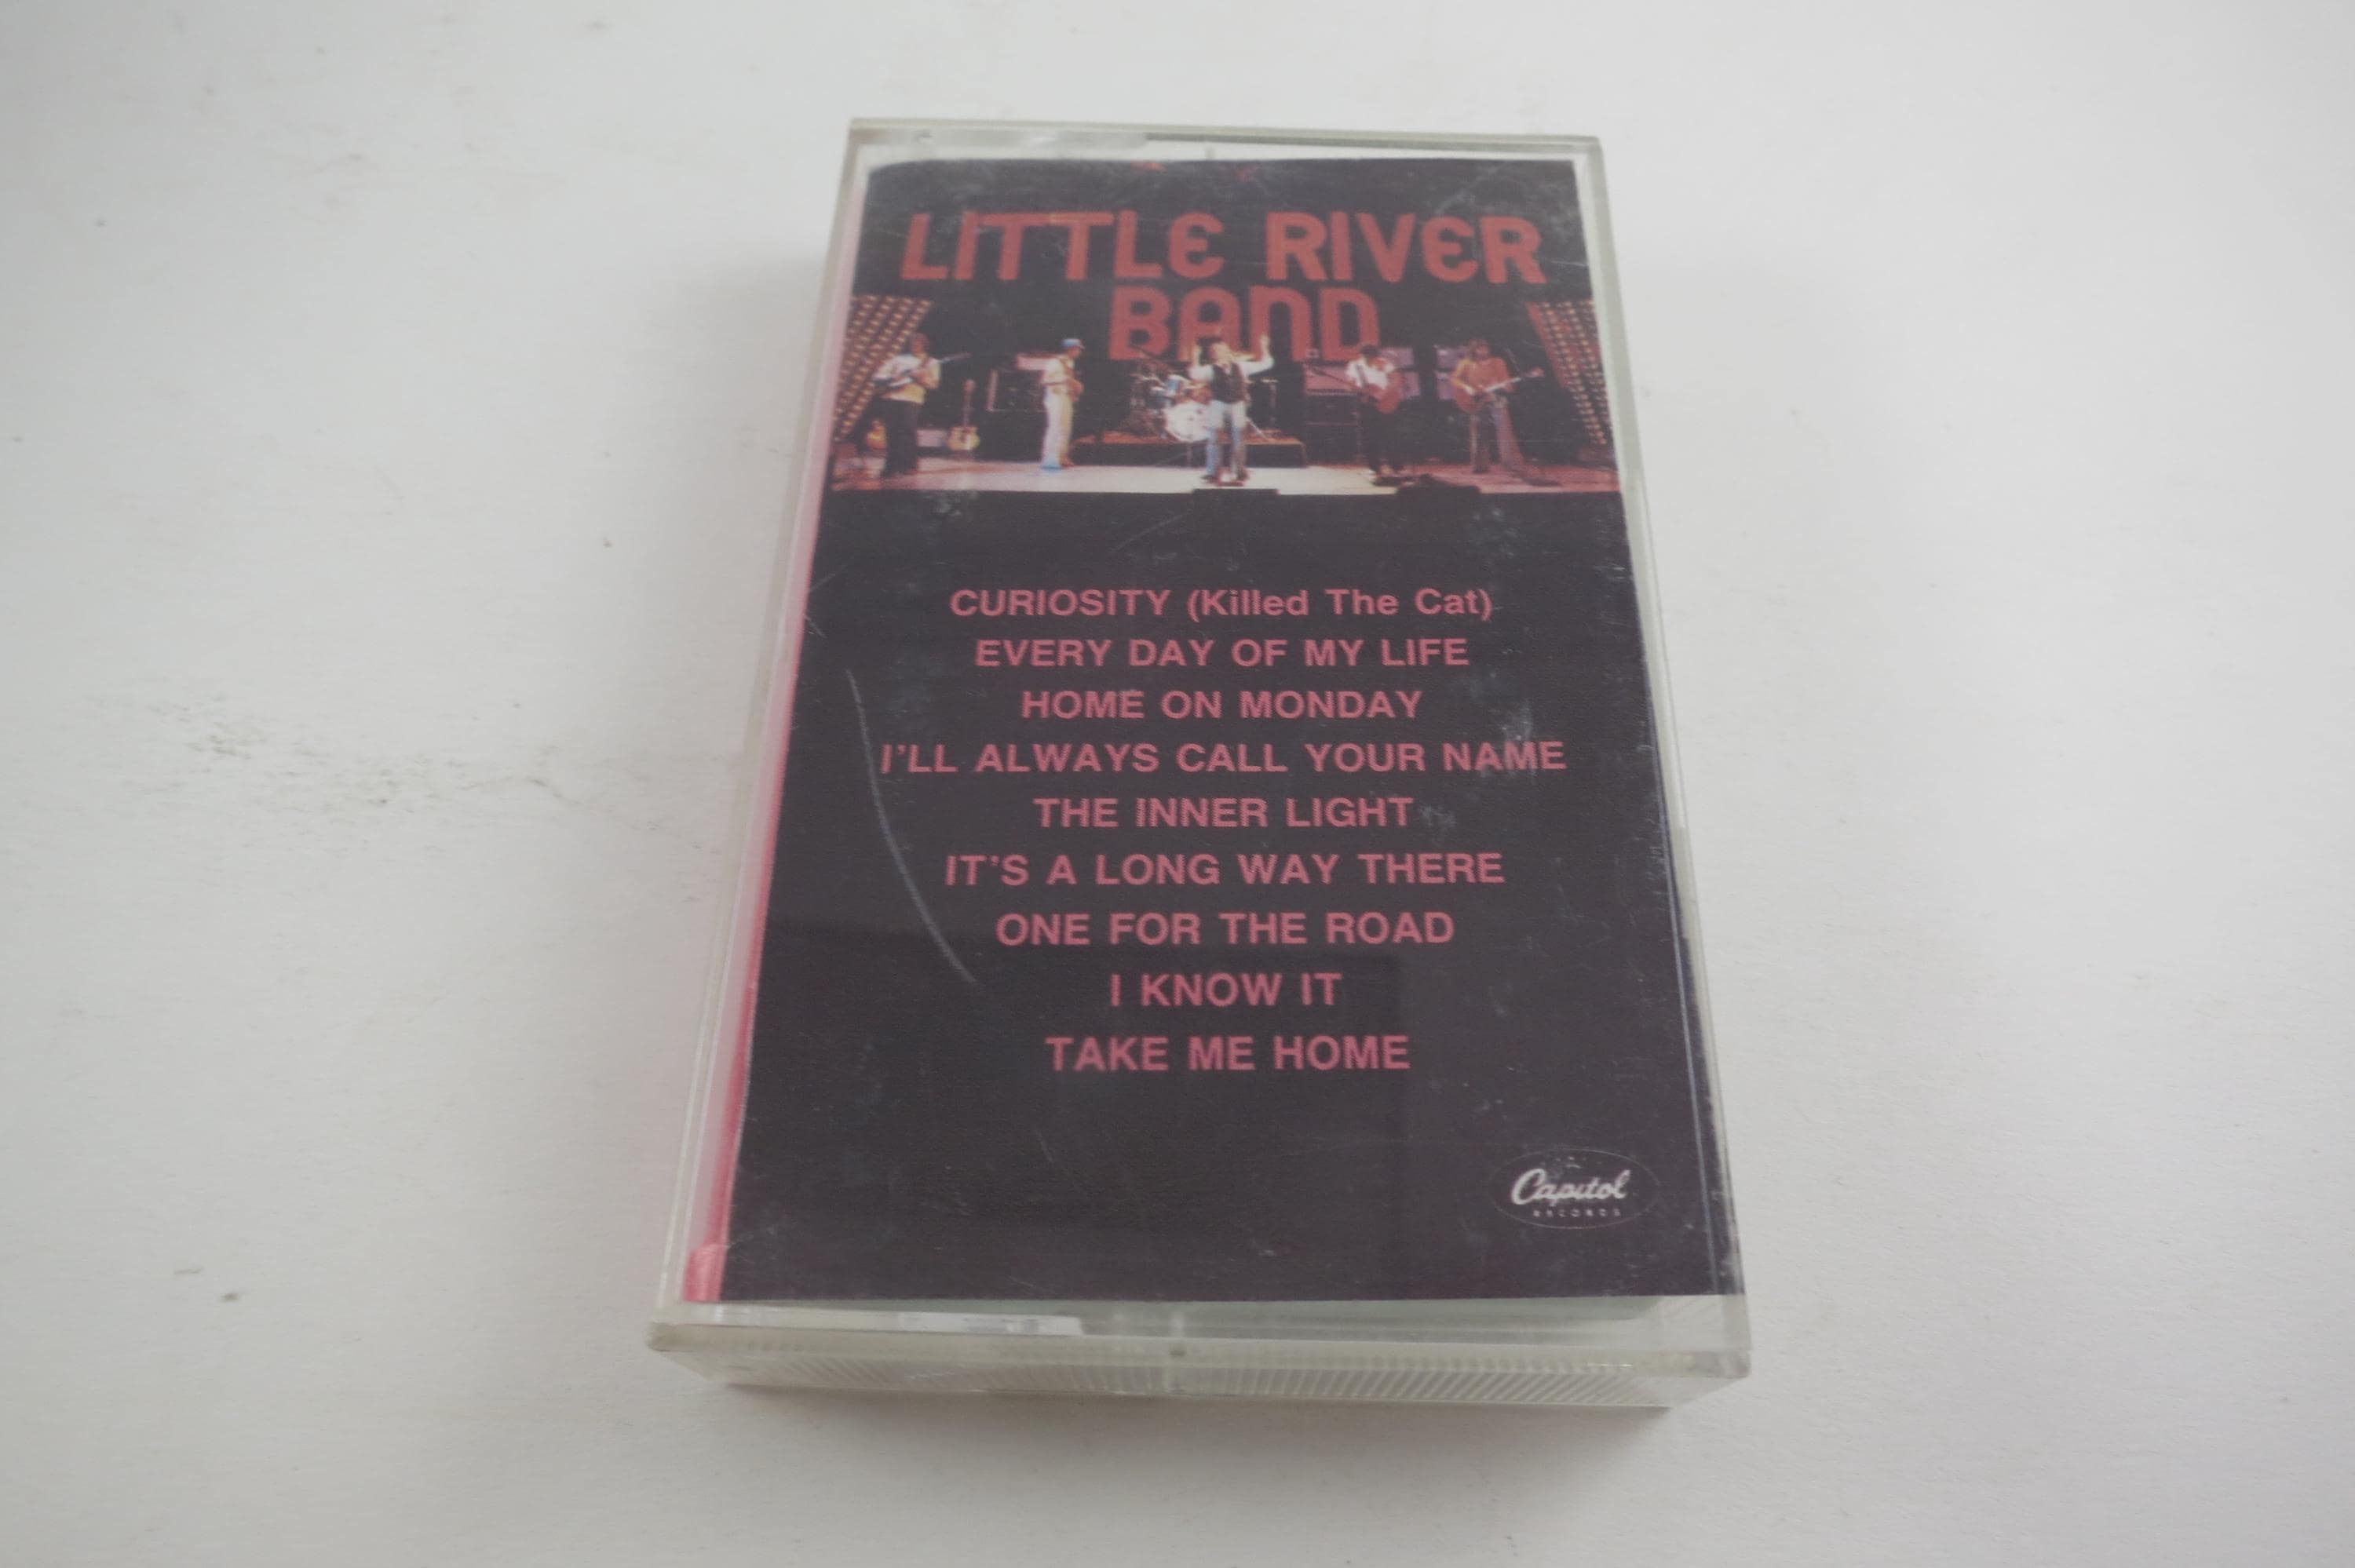 LITTLE RIVER
BAND
CURIOSITY (Killed The Cat)
EVERY DAY OF MY LIFE
HOME ON MONDAY
I'LL ALWAYS CALL YOUR NAME
THE INNER LIGHT
IT'S A LONG WAY THERE
ONE FOR THE ROAD
I KNOW IT
TAKE ME HOME
Capitol
RECORDS